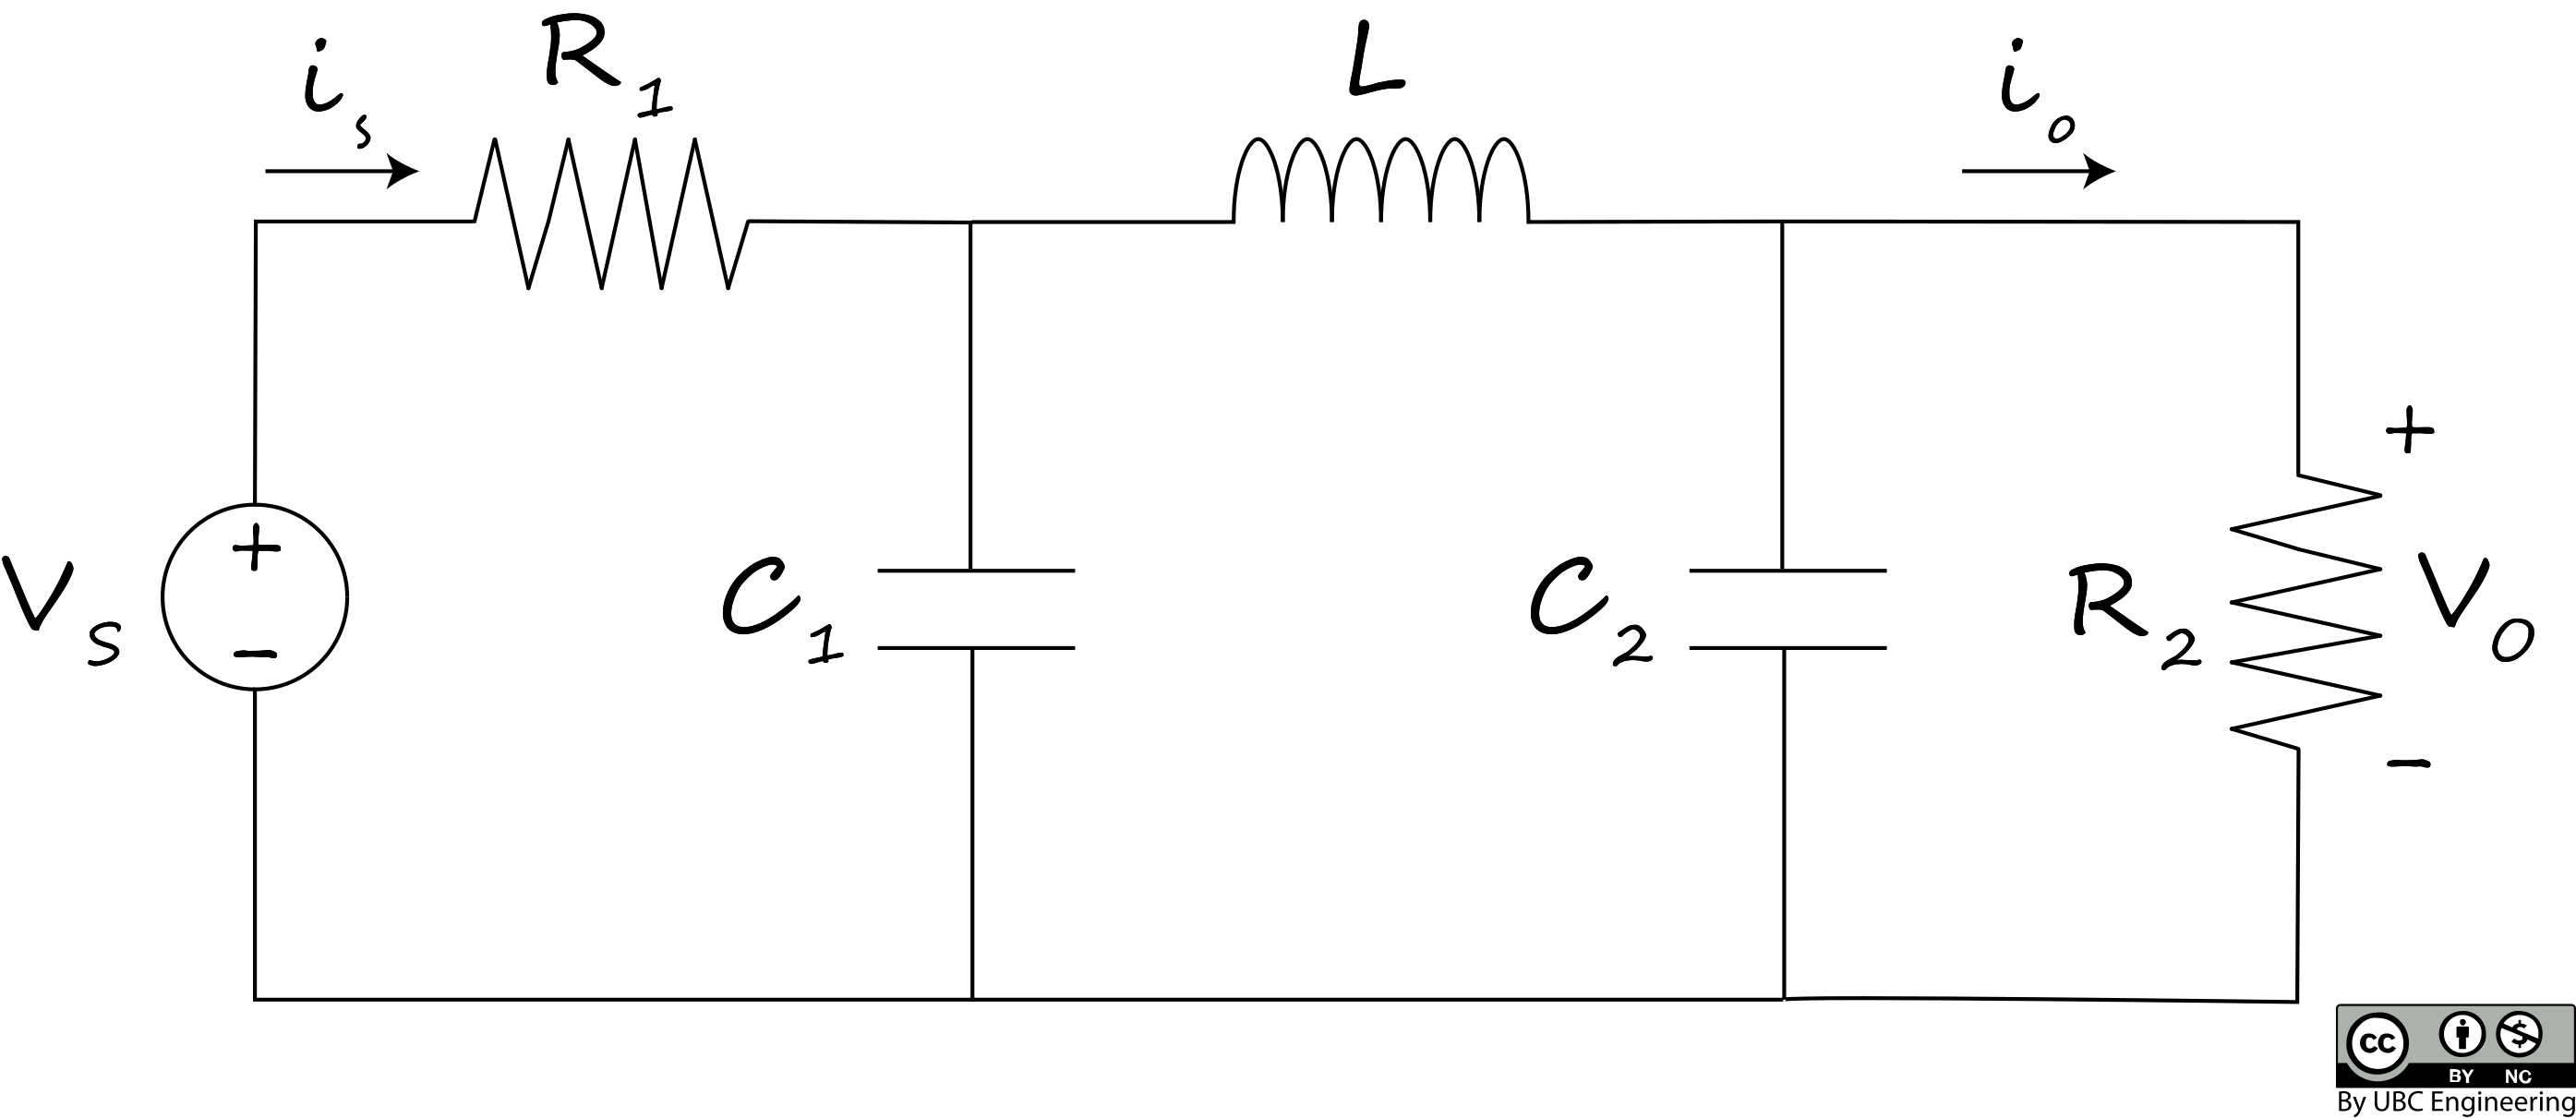 i_s
R_1
L
i_o
+
-
V_s
C_1
C_2
R_2
+
V_o
-
cc
BY NC
By UBC Engineering